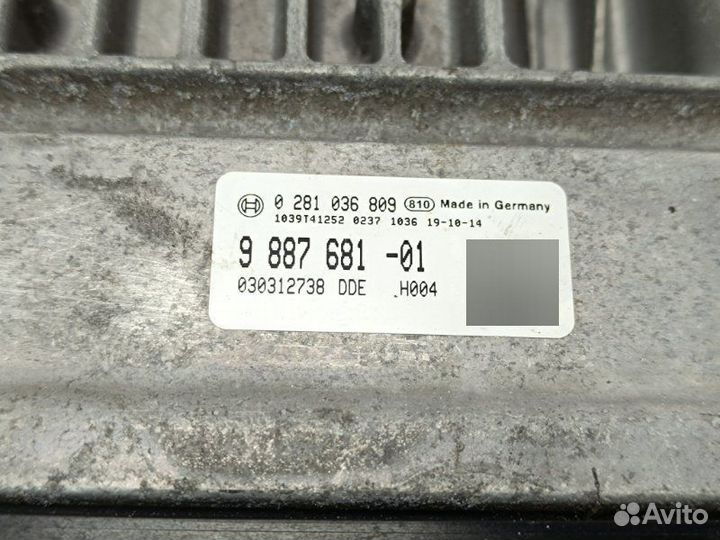 0 281 036 809 810 Made in Germany
1039T41252 0237 1036 19-10-14
9 887 681 -01
030312738 DDE .H004
Avito